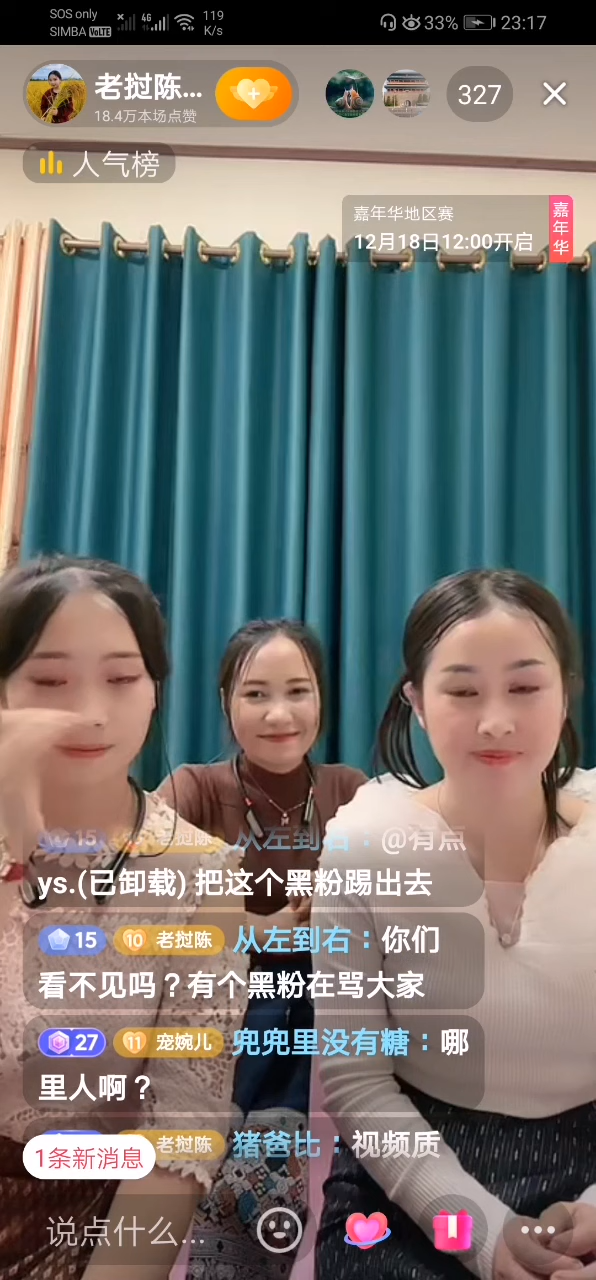 SOS only
SIMBA VoLTE
4G
119
K/s
33%
23:17
老挝陈...
18.4万本场点赞
327
人气榜
嘉年华地区赛
12月18日12:00开启
嘉年华
15 老挝陈 从左到右：@有点
ys.(已卸载) 把这个黑粉踢出去
15 10 老挝陈 从左到右：你们
看不见吗？有个黑粉在骂大家
27 11 宠婉儿 兜兜里没有糖：哪
里人啊？
老挝陈 猪爸比：视频质
1条新消息
说点什么...